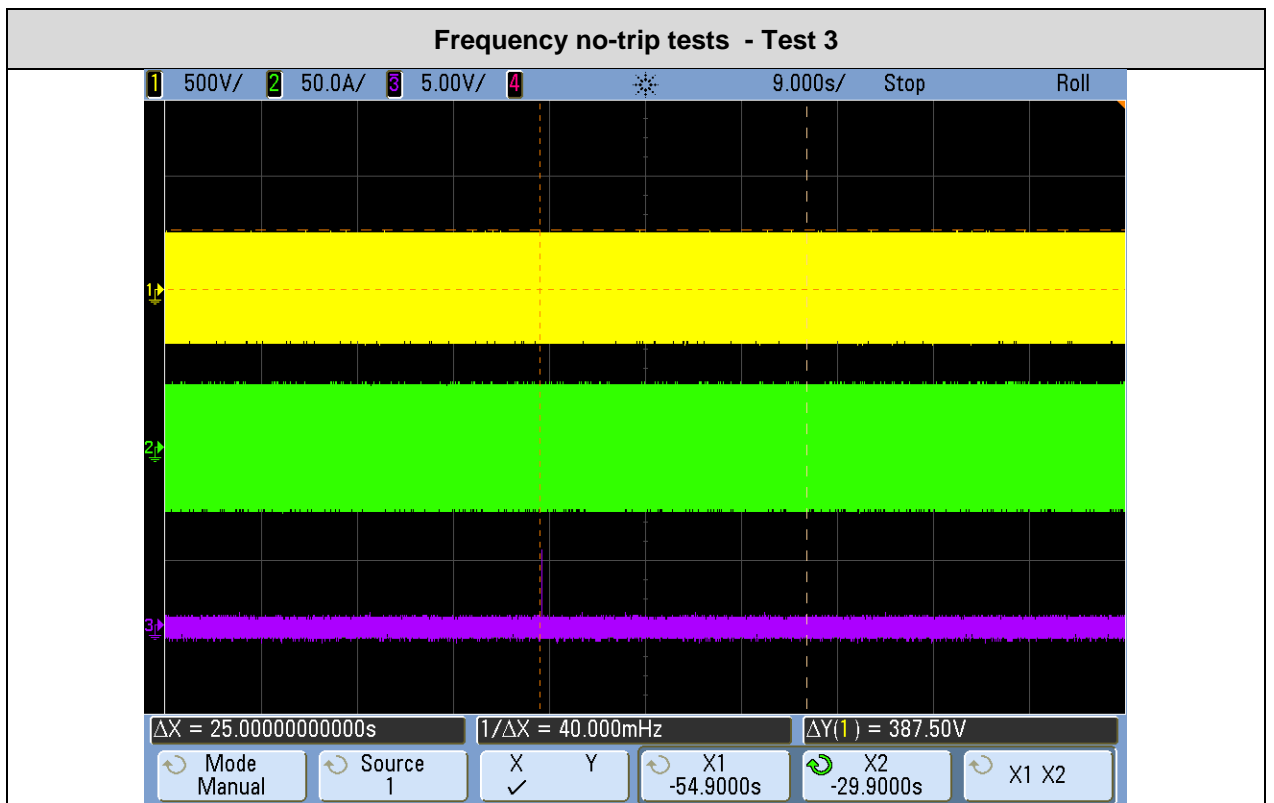 Frequency no-trip tests - Test 3
1 500V/ 2 50.0A/ 3 5.00V/ 4 9.000s/ Stop Roll
1
2
3
ΔX = 25.00000000000s 1/ΔX = 40.000mHz ΔY(1) = 387.50V
Mode Source X Y X1 X2 X1 X2
Manual 1 ✓ -54.9000s -29.9000s